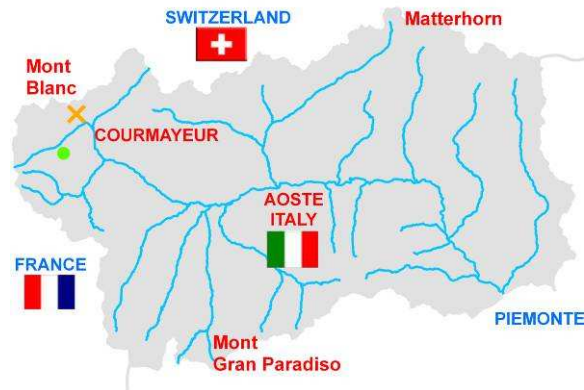 SWITZERLAND
Matterhorn
Mont
Blanc
COURMAYEUR
AOSTE
ITALY
FRANCE
PIEMONTE
Mont
Gran Paradiso